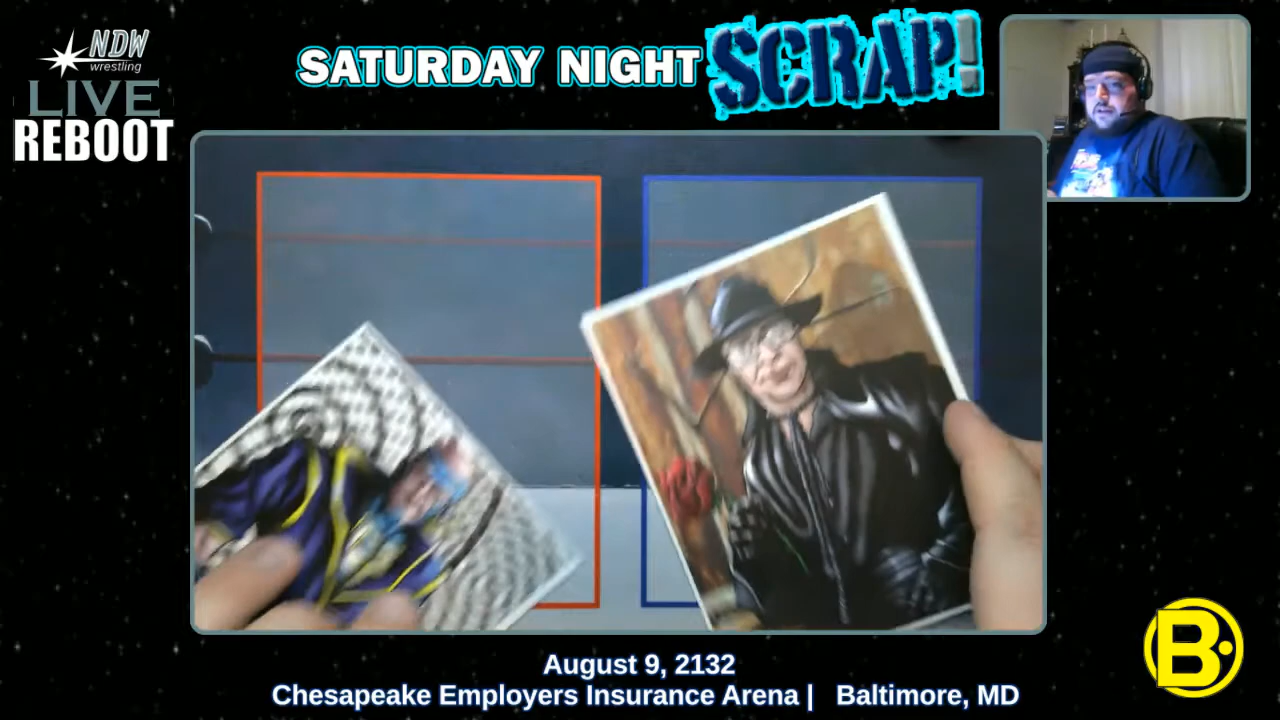 NDW
wrestling
LIVE
REBOOT
SATURDAY NIGHT SCRAP!
B
August 9, 2132
Chesapeake Employers Insurance Arena | Baltimore, MD